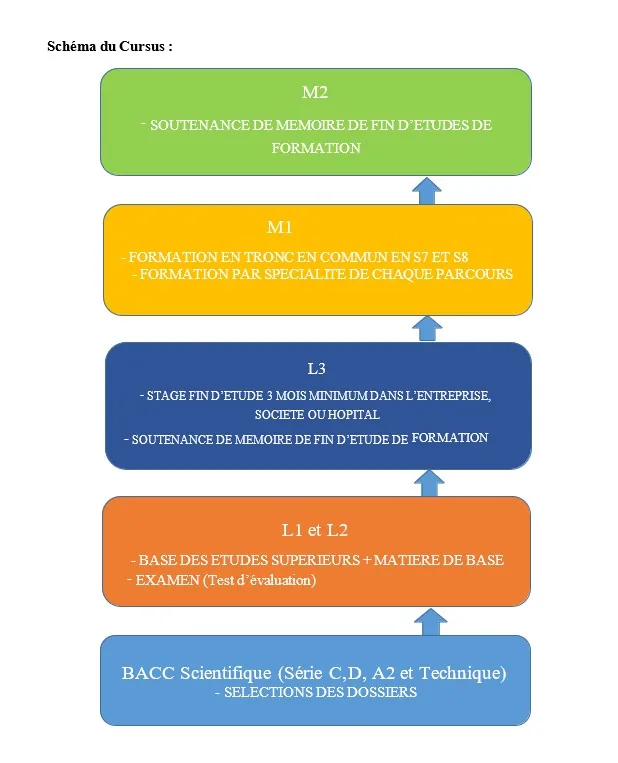 Schéma du Cursus :
M2
- SOUTENANCE DE MEMOIRE DE FIN D'ETUDES DE
FORMATION
M1
- FORMATION EN TRONC EN COMMUN EN S7 ET S8
- FORMATION PAR SPECIALITE DE CHAQUE PARCOURS
L3
- STAGE FIN D'ETUDE 3 MOIS MINIMUM DANS L'ENTREPRISE,
SOCIETE OU HOPITAL
- SOUTENANCE DE MEMOIRE DE FIN D'ETUDE DE FORMATION
L1 et L2
- BASE DES ETUDES SUPERIEURS + MATIERE DE BASE
- EXAMEN (Test d'évaluation)
BACC Scientifique (Série C,D, A2 et Technique)
- SELECTIONS DES DOSSIERS